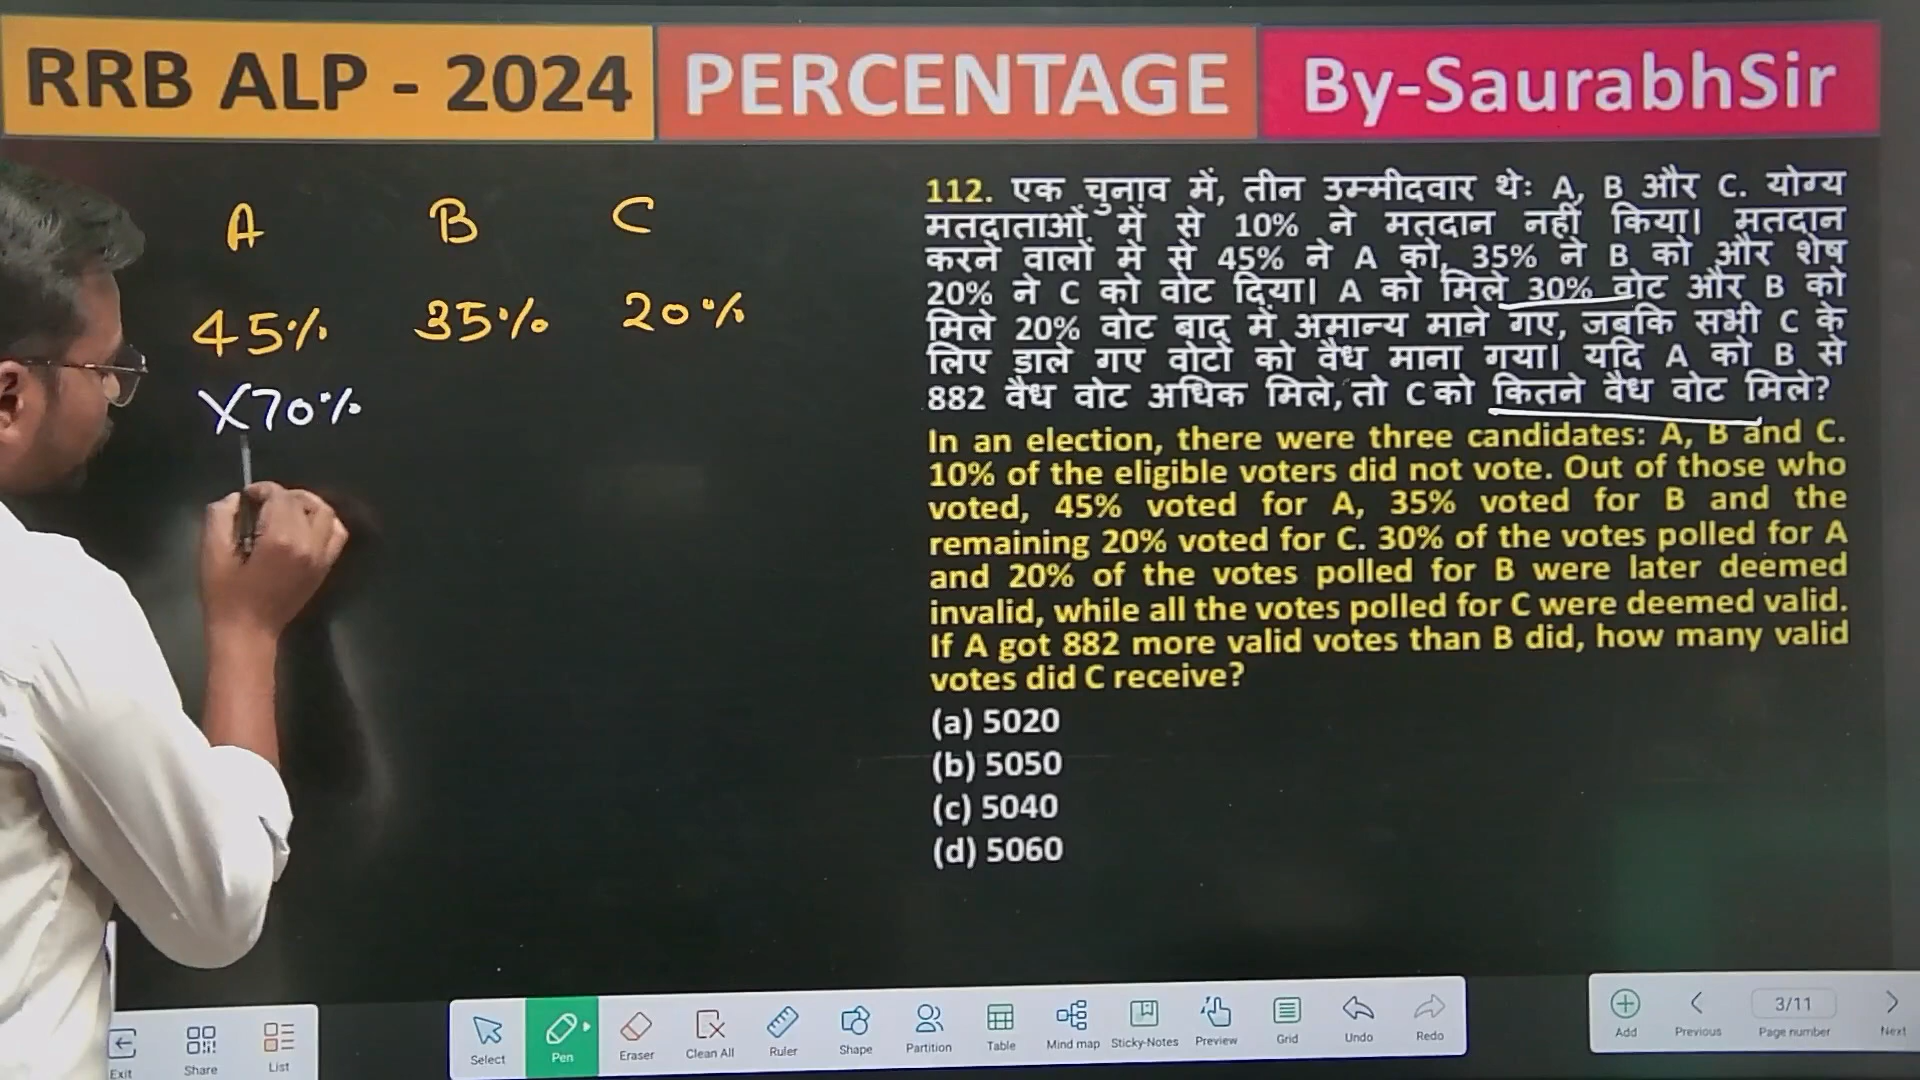 RRB ALP - 2024 PERCENTAGE By-SaurabhSir
A B C
45% 35% 20%
X70%
112. एक चुनाव में, तीन उम्मीदवार थेः A, B और C. योग्य
मतदाताओं में से 10% ने मतदान नहीं किया। मतदान
करने वालों मे से 45% ने A को, 35% ने B को और शेष
20% ने C को वोट दिया। A को मिले 30% वोट और B को
मिले 20% वोट बाद में अमान्य माने गए, जबकि सभी C के
लिए डाले गए वोटों को वैध माना गया। यदि A को B से
882 वैध वोट अधिक मिले, तो C को कितने वैध वोट मिले?
In an election, there were three candidates: A, B and C.
10% of the eligible voters did not vote. Out of those who
voted, 45% voted for A, 35% voted for B and the
remaining 20% voted for C. 30% of the votes polled for A
and 20% of the votes polled for B were later deemed
invalid, while all the votes polled for C were deemed valid.
If A got 882 more valid votes than B did, how many valid
votes did C receive?
(a) 5020
(b) 5050
(c) 5040
(d) 5060
Exit Share List Select Pen Eraser Clean All Ruler Shape Partition Table Mind map Sticky-Notes Preview Grid Undo Redo Add Previous 3/11 Page number Next